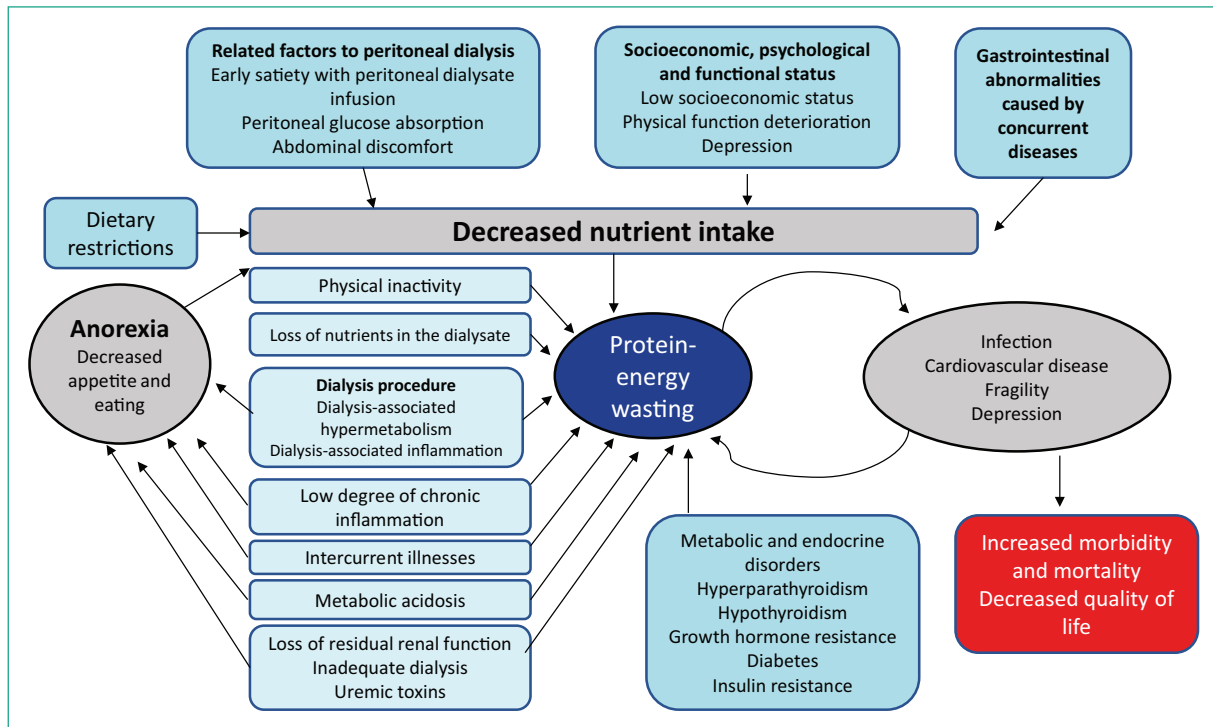 Related factors to peritoneal dialysis
Early satiety with peritoneal dialysate
infusion
Peritoneal glucose absorption
Abdominal discomfort
Socioeconomic, psychological
and functional status
Low socioeconomic status
Physical function deterioration
Depression
Gastrointestinal
abnormalities
caused by
concurrent
diseases
Dietary
restrictions
Decreased nutrient intake
Anorexia
Decreased
appetite and
eating
Physical inactivity
Loss of nutrients in the dialysate
Dialysis procedure
Dialysis-associated
hypermetabolism
Dialysis-associated inflammation
Low degree of chronic
inflammation
Intercurrent illnesses
Metabolic acidosis
Loss of residual renal function
Inadequate dialysis
Uremic toxins
Protein-
energy
wasting
Infection
Cardiovascular disease
Fragility
Depression
Metabolic and endocrine
disorders
Hyperparathyroidism
Hypothyroidism
Growth hormone resistance
Diabetes
Insulin resistance
Increased morbidity
and mortality
Decreased quality of
life